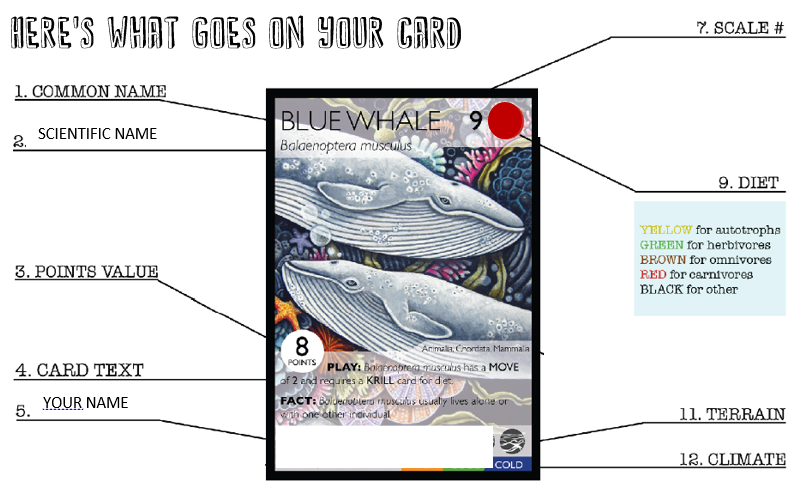 HERE'S WHAT GOES ON YOUR CARD
7. SCALE #
1. COMMON NAME
2. SCIENTIFIC NAME
BLUE WHALE 9
Balaenoptera musculus
9. DIET
YELLOW for autotrophs
GREEN for herbivores
BROWN for omnivores
RED for carnivores
BLACK for other
3. POINTS VALUE
8
POINTS
Animalia, Chordata, Mammalia
PLAY: Balaenoptera musculus has a MOVE
of 2 and requires a KRILL card for diet.
FACT: Balaenoptera musculus usually lives alone or
with one other individual.
4. CARD TEXT
5. YOUR NAME
11. TERRAIN
COLD
12. CLIMATE